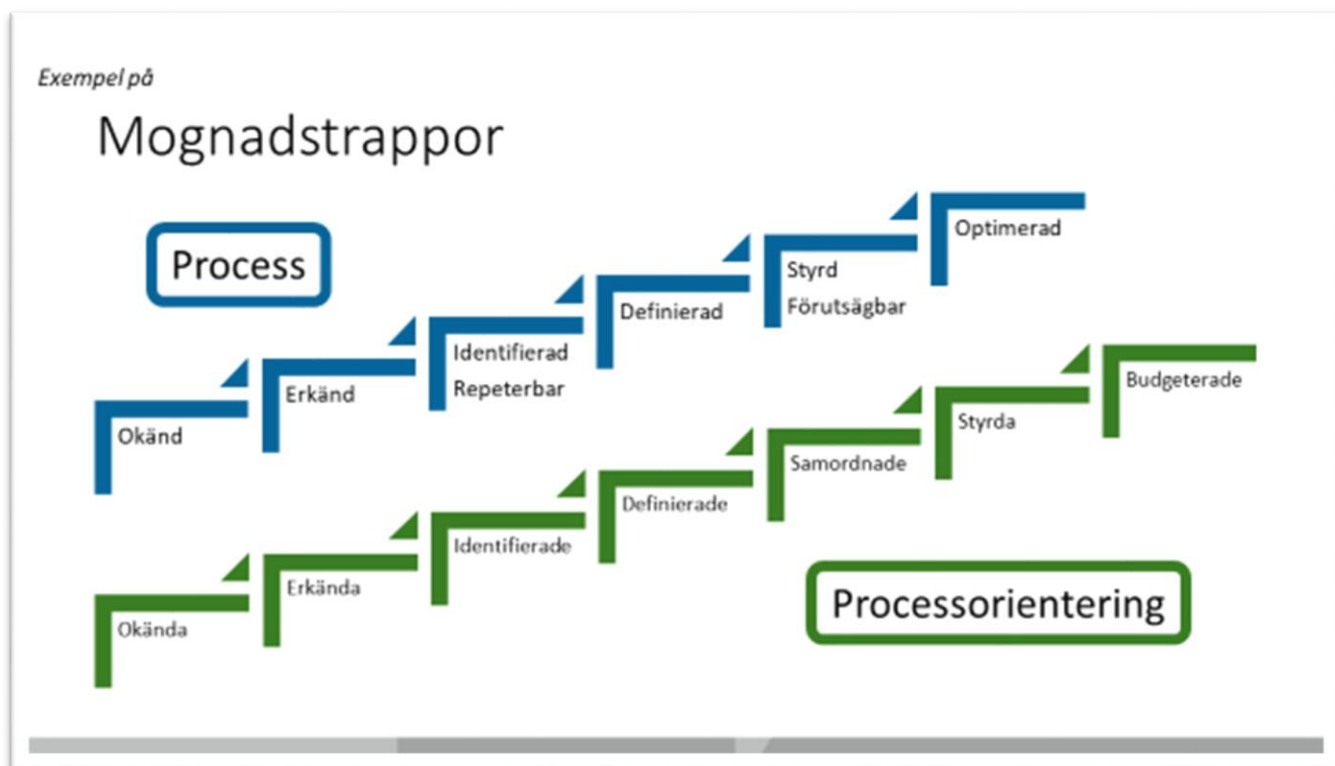 Exempel på
Mognadstrappor
Process
Okänd
Erkänd
Identifierad
Repeterbar
Definierad
Styrd
Förutsägbar
Optimerad
Okända
Erkända
Identifierade
Definierade
Samordnade
Styrda
Budgeterade
Processorientering